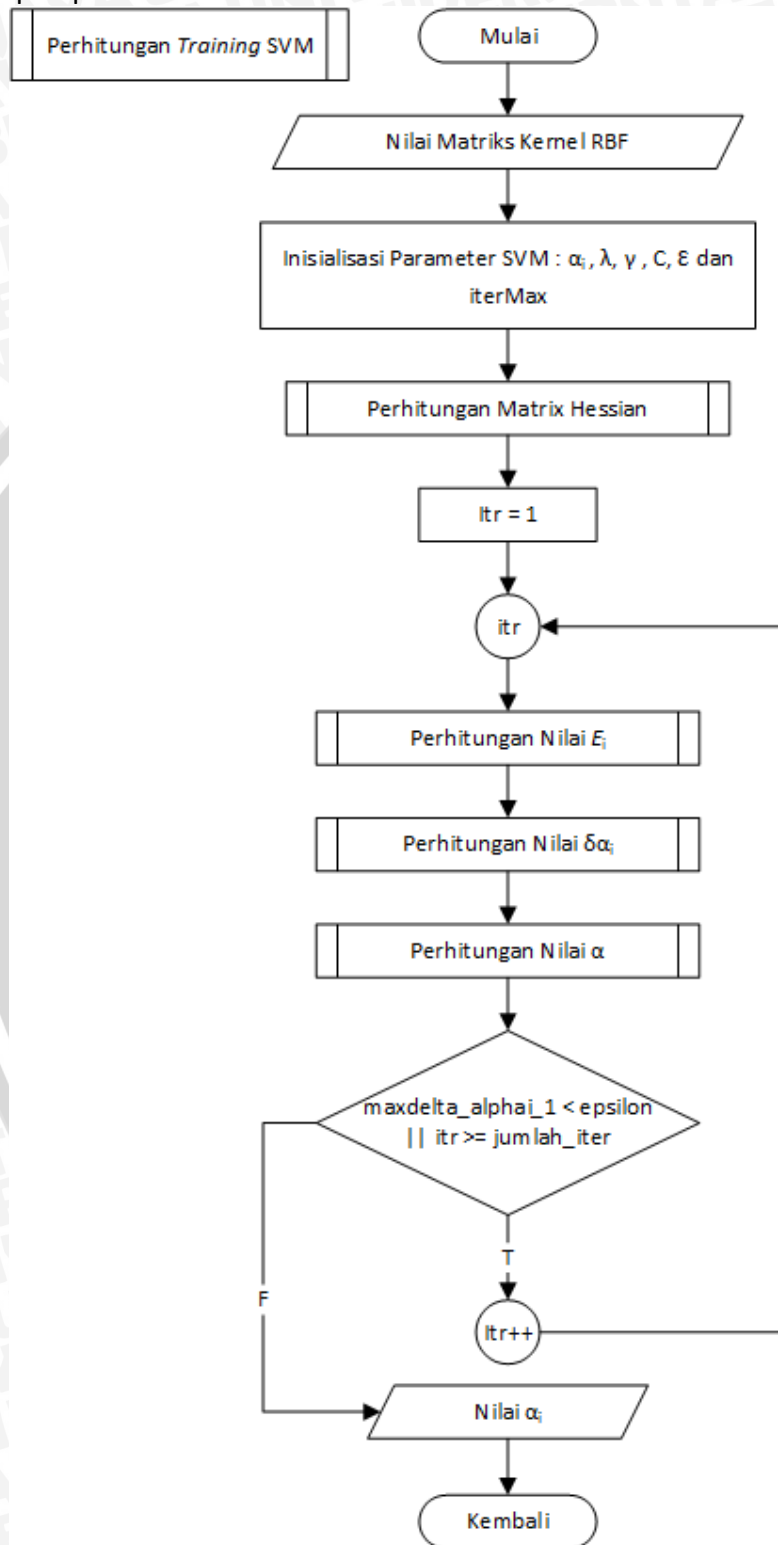 Perhitungan Training SVM
Mulai
Nilai Matriks Kernel RBF
Inisialisasi Parameter SVM : αᵢ, λ, γ , C, Ɛ dan
iterMax
Perhitungan Matrix Hessian
Itr = 1
itr
Perhitungan Nilai Eᵢ
Perhitungan Nilai δαᵢ
Perhitungan Nilai α
maxdelta_alphai_1 < epsilon
|| itr >= jumlah_iter
T
F
Itr++
Nilai αᵢ
Kembali